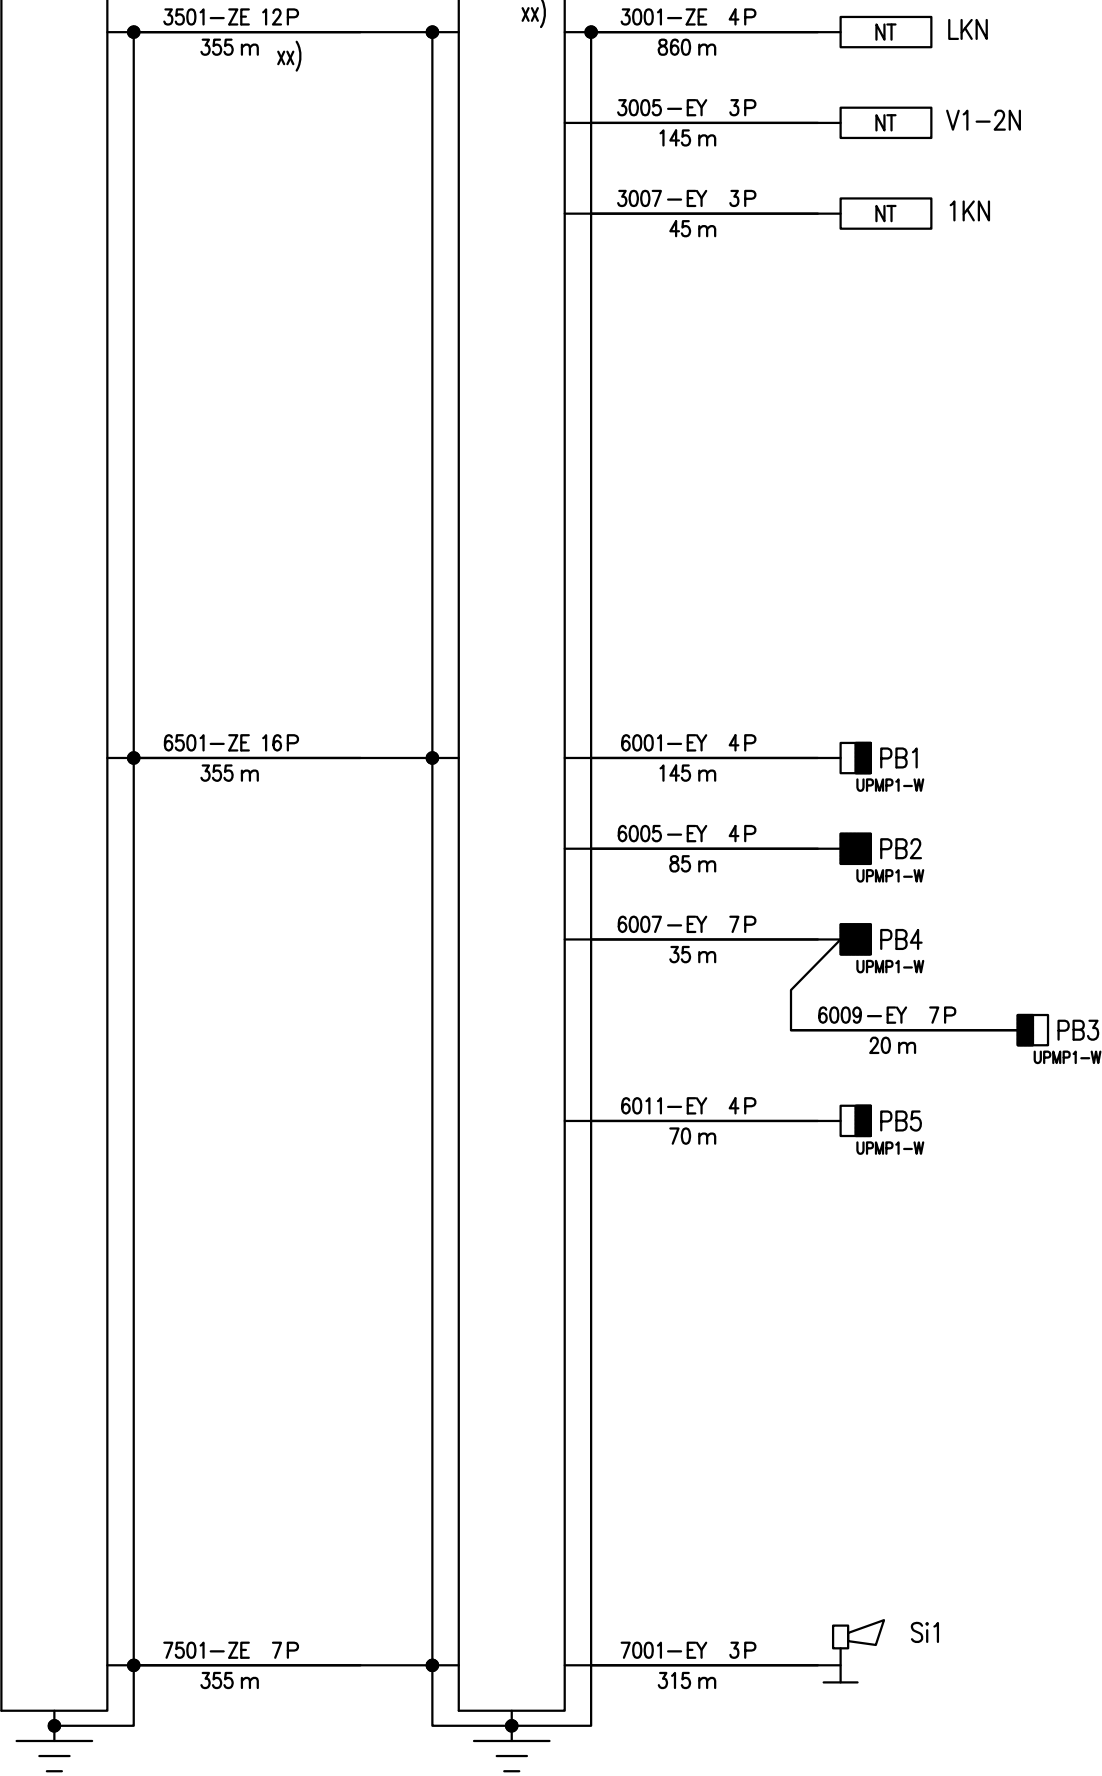 3501-ZE 12P
355 m xx)
xx)
3001-ZE 4P
860 m
NT LKN
3005-EY 3P
145 m
NT V1-2N
3007-EY 3P
45 m
NT 1KN
6501-ZE 16P
355 m
6001-EY 4P
145 m
PB1
UPMP1-W
6005-EY 4P
85 m
PB2
UPMP1-W
6007-EY 7P
35 m
PB4
UPMP1-W
6009-EY 7P
20 m
PB3
UPMP1-W
6011-EY 4P
70 m
PB5
UPMP1-W
7501-ZE 7P
355 m
7001-EY 3P
315 m
Si1